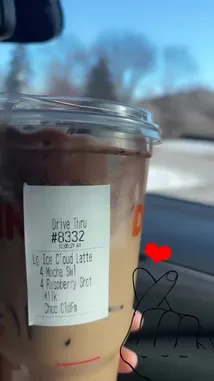 Drive Thru
#8332
Lg Ice Cloud Latte
4 Mocha Swl
4 Raspberry Shot
Milk
Choc CldFm
D